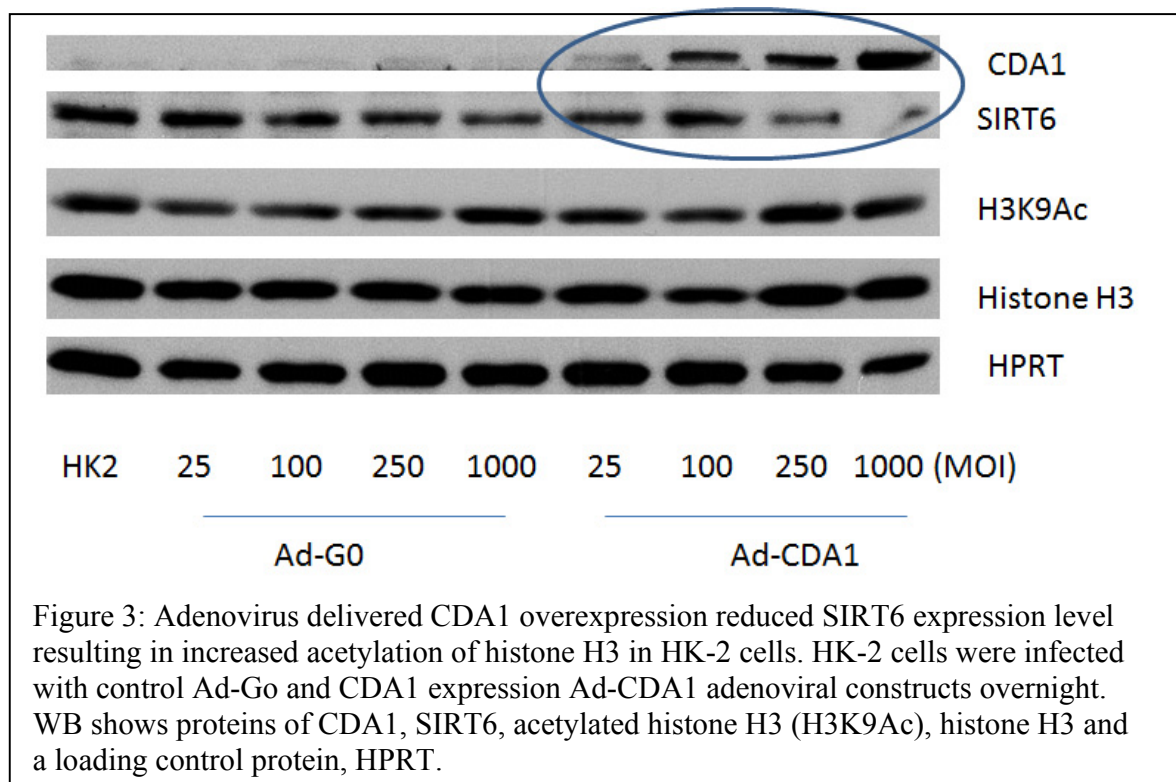 CDA1
SIRT6
H3K9Ac
Histone H3
HPRT
HK2 25 100 250 1000 25 100 250 1000 (MOI)
Ad-G0 Ad-CDA1
Figure 3: Adenovirus delivered CDA1 overexpression reduced SIRT6 expression level
resulting in increased acetylation of histone H3 in HK-2 cells. HK-2 cells were infected
with control Ad-Go and CDA1 expression Ad-CDA1 adenoviral constructs overnight.
WB shows proteins of CDA1, SIRT6, acetylated histone H3 (H3K9Ac), histone H3 and
a loading control protein, HPRT.